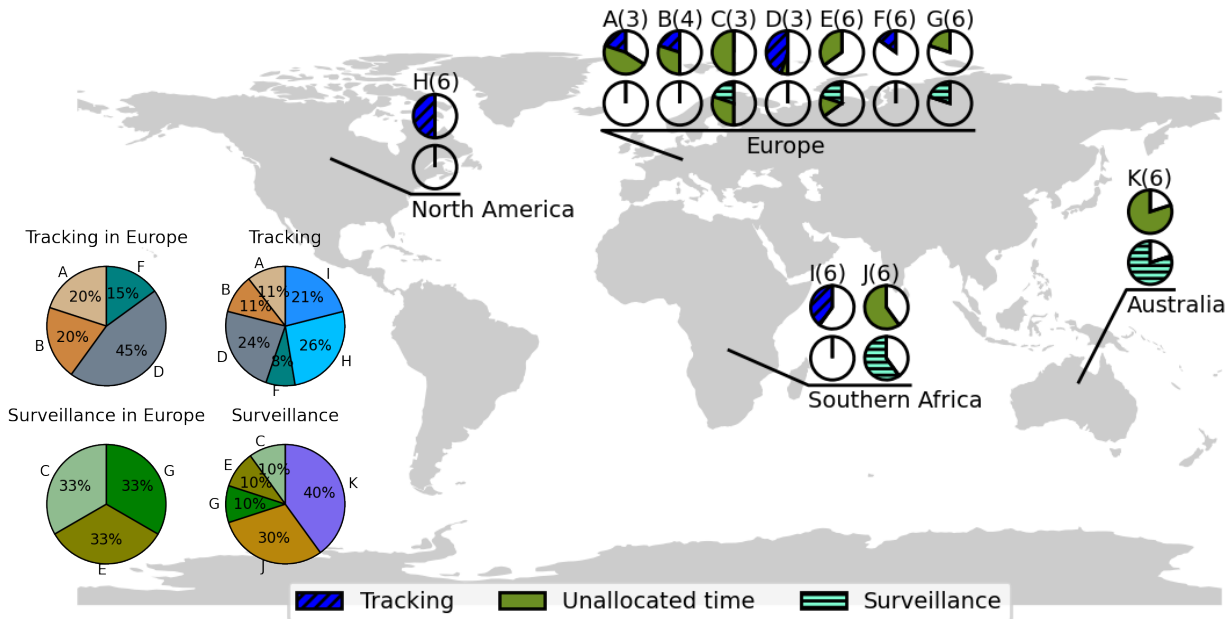 A(3) B(4) C(3) D(3) E(6) F(6) G(6)
H(6)
Europe
K(6)
North America
Tracking in Europe
Tracking
I(6) J(6)
A
F
20%
15%
B
20%
45%
D
A
I
11%
21%
B
11%
D
24%
26%
8%
H
F
Australia
Southern Africa
Surveillance in Europe
Surveillance
C
G
33%
33%
33%
E
C
E
10%
10%
K
40%
G
10%
30%
J
Tracking Unallocated time Surveillance